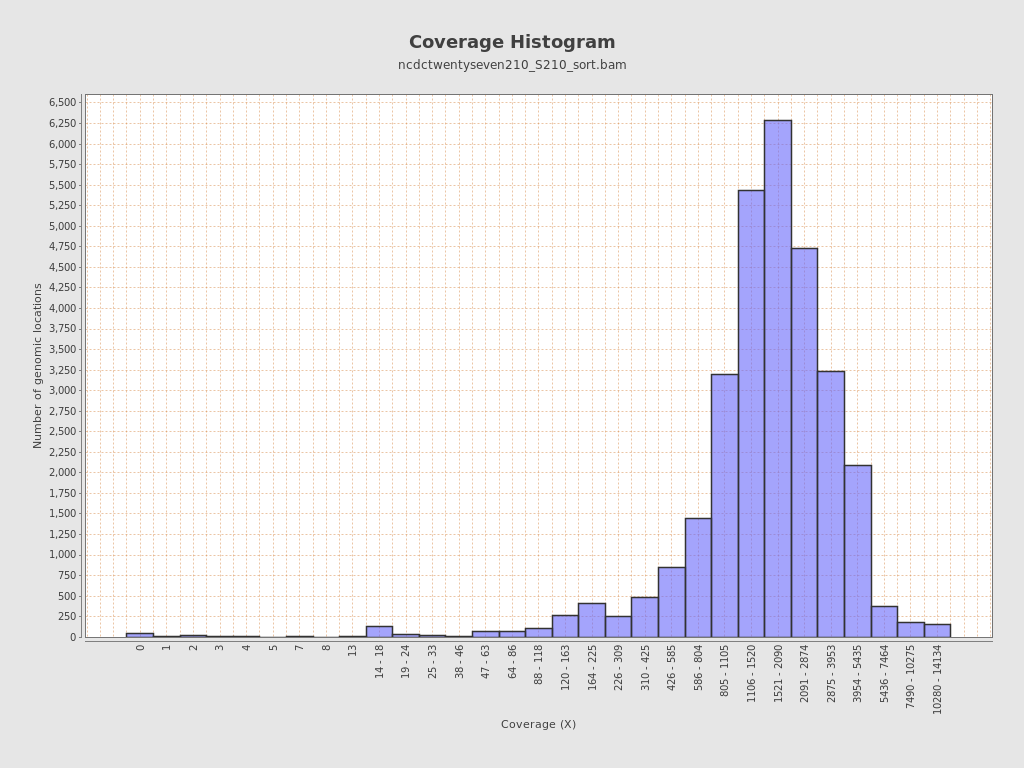 Coverage Histogram
ncdctwentyseven210_S210_sort.bam
Number of genomic locations
6,500
6,250
6,000
5,750
5,500
5,250
5,000
4,750
4,500
4,250
4,000
3,750
3,500
3,250
3,000
2,750
2,500
2,250
2,000
1,750
1,500
1,250
1,000
750
500
250
0
0
1
2
3
4
5
7
8
13
14 - 18
19 - 24
25 - 33
38 - 46
47 - 63
64 - 86
88 - 118
120 - 163
164 - 225
226 - 309
310 - 425
426 - 585
586 - 804
805 - 1105
1106 - 1520
1521 - 2090
2091 - 2874
2875 - 3953
3954 - 5435
5436 - 7464
7490 - 10275
10280 - 14134
Coverage (X)